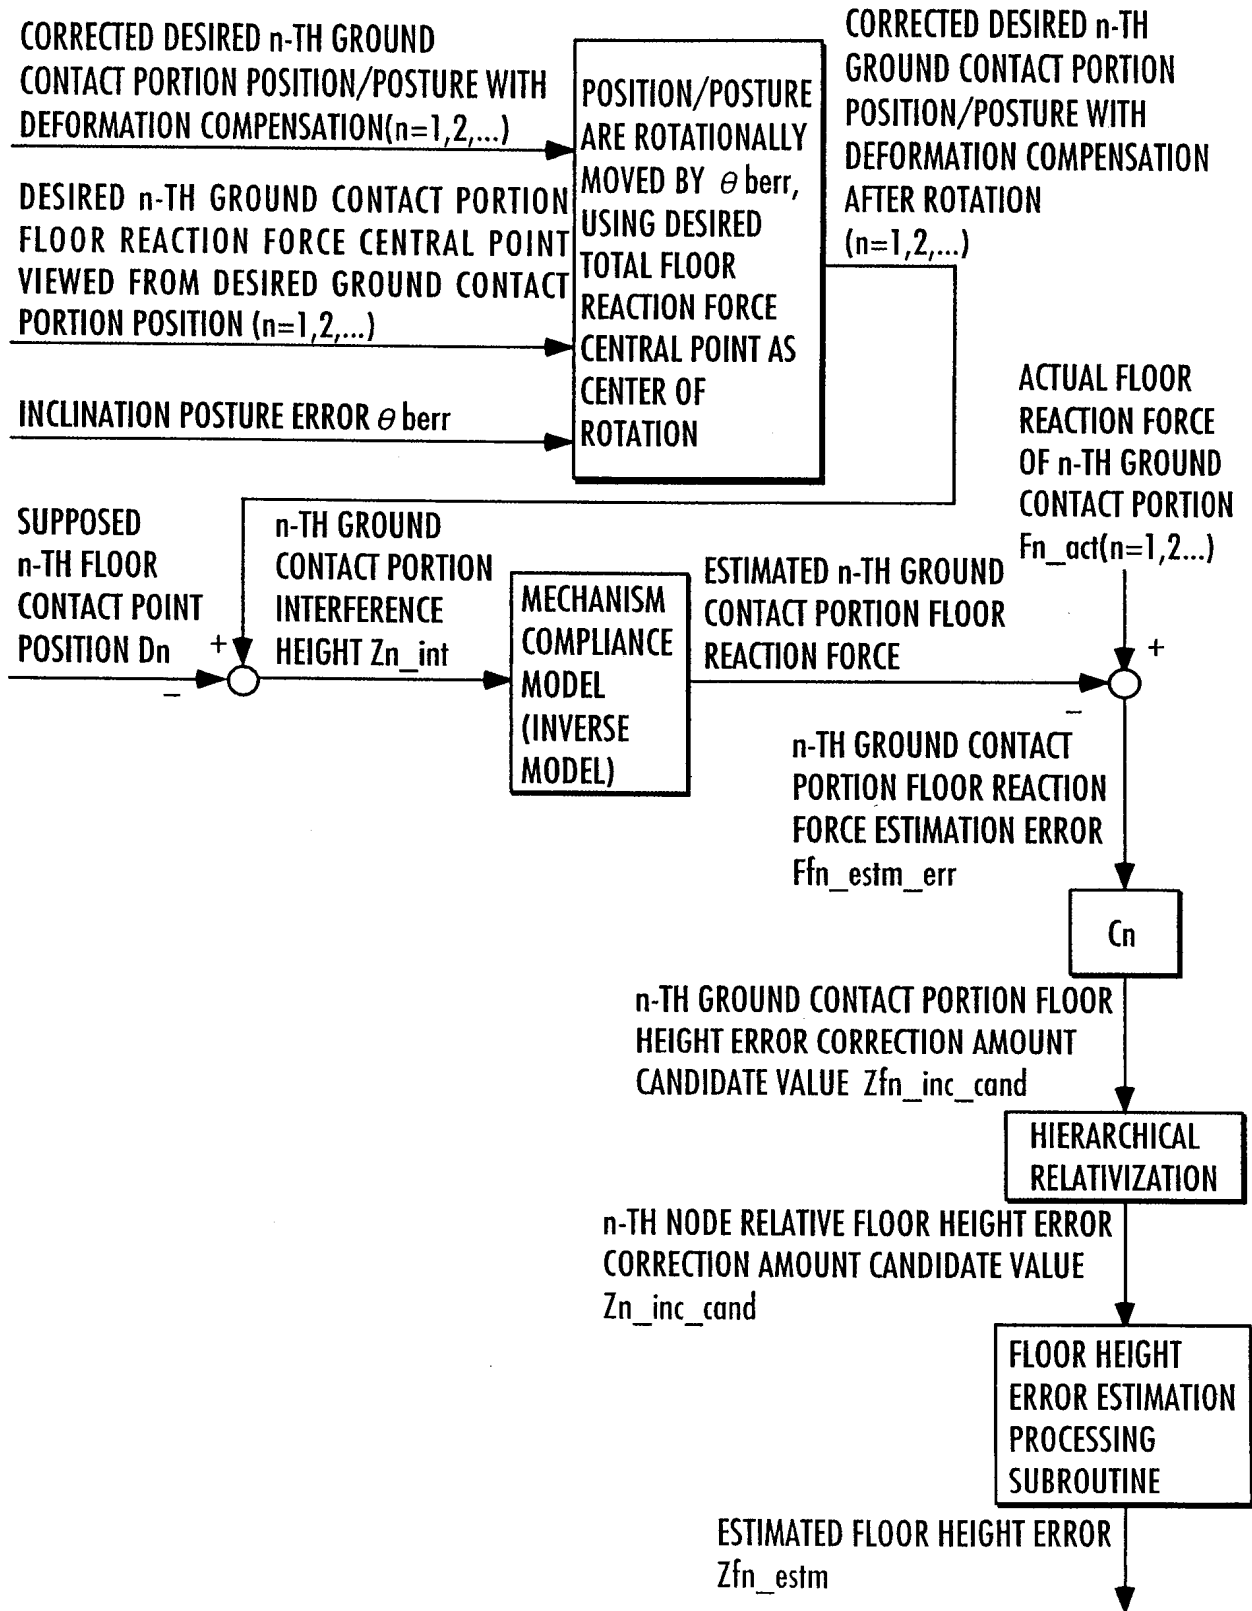 CORRECTED DESIRED n-TH GROUND
CONTACT PORTION POSITION/POSTURE WITH
DEFORMATION COMPENSATION(n=1,2,...)
DESIRED n-TH GROUND CONTACT PORTION
FLOOR REACTION FORCE CENTRAL POINT
VIEWED FROM DESIRED GROUND CONTACT
PORTION POSITION (n=1,2,...)
INCLINATION POSTURE ERROR θ berr
POSITION/POSTURE
ARE ROTATIONALLY
MOVED BY θ berr,
USING DESIRED
TOTAL FLOOR
REACTION FORCE
CENTRAL POINT AS
CENTER OF
ROTATION
CORRECTED DESIRED n-TH
GROUND CONTACT PORTION
POSITION/POSTURE WITH
DEFORMATION COMPENSATION
AFTER ROTATION
(n=1,2,...)
ACTUAL FLOOR
REACTION FORCE
OF n-TH GROUND
CONTACT PORTION
Fn_act(n=1,2...)
SUPPOSED
n-TH FLOOR
CONTACT POINT
POSITION Dn
+
−
n-TH GROUND
CONTACT PORTION
INTERFERENCE
HEIGHT Zn_int
MECHANISM
COMPLIANCE
MODEL
(INVERSE
MODEL)
ESTIMATED n-TH GROUND
CONTACT PORTION FLOOR
REACTION FORCE
+
−
n-TH GROUND CONTACT
PORTION FLOOR REACTION
FORCE ESTIMATION ERROR
Ffn_estm_err
Cn
n-TH GROUND CONTACT PORTION FLOOR
HEIGHT ERROR CORRECTION AMOUNT
CANDIDATE VALUE Zfn_inc_cand
HIERARCHICAL
RELATIVIZATION
n-TH NODE RELATIVE FLOOR HEIGHT ERROR
CORRECTION AMOUNT CANDIDATE VALUE
Zn_inc_cand
FLOOR HEIGHT
ERROR ESTIMATION
PROCESSING
SUBROUTINE
ESTIMATED FLOOR HEIGHT ERROR
Zfn_estm